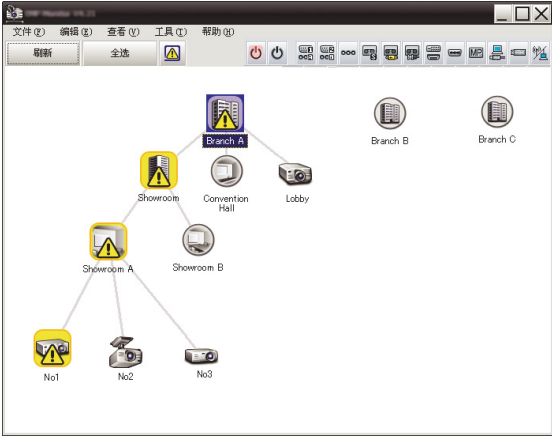 文件(F) 编辑(E) 查看(V) 工具(T) 帮助(H)
刷新 全选
MP
Branch A
Branch B
Branch C
Showroom
Convention Hall
Lobby
Showroom A
Showroom B
No1
No2
No3